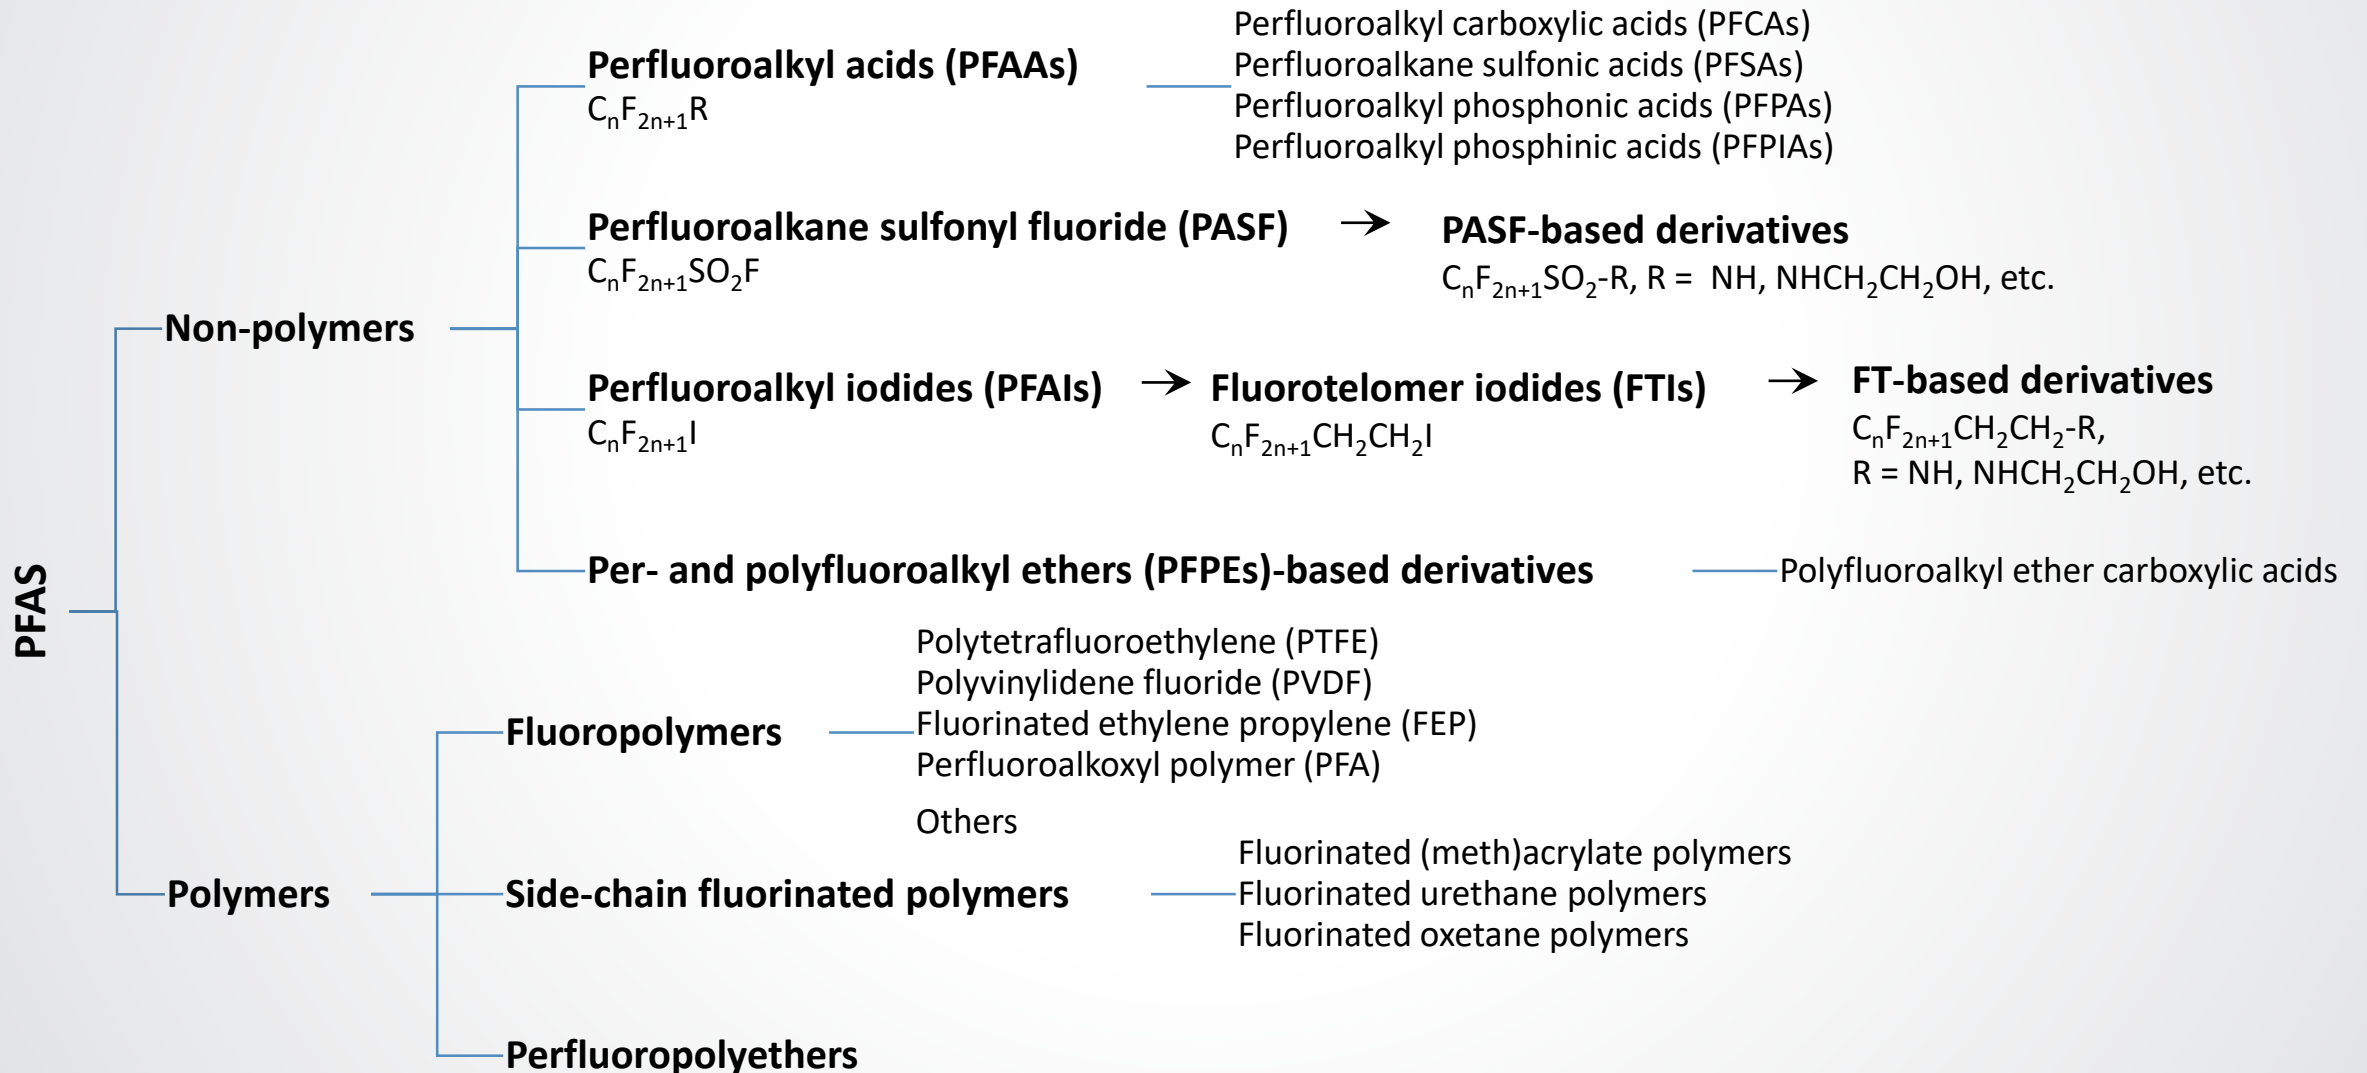 PFAS
Non-polymers
Perfluoroalkyl acids (PFAAs)
CₙF₂ₙ₊₁R
Perfluoroalkyl carboxylic acids (PFCAs)
Perfluoroalkane sulfonic acids (PFSAs)
Perfluoroalkyl phosphonic acids (PFPAs)
Perfluoroalkyl phosphinic acids (PFPIAs)
Perfluoroalkane sulfonyl fluoride (PASF)
CₙF₂ₙ₊₁SO₂F
PASF-based derivatives
CₙF₂ₙ₊₁SO₂-R, R = NH, NHCH₂CH₂OH, etc.
Perfluoroalkyl iodides (PFAIs)
CₙF₂ₙ₊₁I
Fluorotelomer iodides (FTIs)
CₙF₂ₙ₊₁CH₂CH₂I
FT-based derivatives
CₙF₂ₙ₊₁CH₂CH₂-R,
R = NH, NHCH₂CH₂OH, etc.
Per- and polyfluoroalkyl ethers (PFPEs)-based derivatives
Polyfluoroalkyl ether carboxylic acids
Polymers
Fluoropolymers
Polytetrafluoroethylene (PTFE)
Polyvinylidene fluoride (PVDF)
Fluorinated ethylene propylene (FEP)
Perfluoroalkoxyl polymer (PFA)
Others
Side-chain fluorinated polymers
Fluorinated (meth)acrylate polymers
Fluorinated urethane polymers
Fluorinated oxetane polymers
Perfluoropolyethers